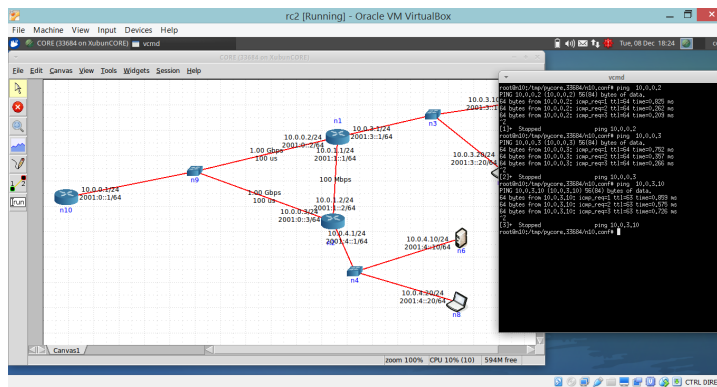 rc2 [Running] - Oracle VM VirtualBox
File Machine View Input Devices Help
CORE (33684 on XubunCORE) vcmd
Tue, 08 Dec 18:24
CORE (33684 on XubunCORE)
File Edit Canvas View Tools Widgets Session Help
n10
10.0.0.1/24
2001:0::1/64
n9
1.00 Gbps
100 us
10.0.0.2/24
2001:0::2/64
n1
10.0.3.1/24
2001:3::1/64
10.0.1.1/24
2001:1::1/64
n3
10.0.3.10
10.0.3.20/24
2001:3::20/64
100 Mbps
1.00 Gbps
100 us
10.0.1.2/24
2001:1::2/64
10.0.0.3/24
2001:0::3/64
10.0.4.1/24
2001:4::1/64
n4
10.0.4.10/24
2001:4::10/64
n6
10.0.4.20/24
2001:4::20/64
n8
1 2
run
Canvas1
zoom 100% CPU 10% (10) 594M free
vcmd
root@n10:/tmp/pycore.33684/n10.conf# ping 10.0.0.2
PING 10.0.0.2 (10.0.0.2) 56(84) bytes of data.
64 bytes from 10.0.0.2: icmp_req=1 ttl=64 time=0.825 ms
64 bytes from 10.0.0.2: icmp_req=2 ttl=64 time=0.262 ms
64 bytes from 10.0.0.2: icmp_req=3 ttl=64 time=0.209 ms
^Z
[1]+ Stopped ping 10.0.0.2
root@n10:/tmp/pycore.33684/n10.conf# ping 10.0.0.3
PING 10.0.0.3 (10.0.0.3) 56(84) bytes of data.
64 bytes from 10.0.0.3: icmp_req=1 ttl=64 time=0.752 ms
64 bytes from 10.0.0.3: icmp_req=2 ttl=64 time=0.357 ms
64 bytes from 10.0.0.3: icmp_req=3 ttl=64 time=0.266 ms
^Z
[2]+ Stopped ping 10.0.0.3
root@n10:/tmp/pycore.33684/n10.conf# ping 10.0.3.10
PING 10.0.3.10 (10.0.3.10) 56(84) bytes of data.
64 bytes from 10.0.3.10: icmp_req=1 ttl=63 time=0.859 ms
64 bytes from 10.0.3.10: icmp_req=2 ttl=63 time=0.575 ms
64 bytes from 10.0.3.10: icmp_req=3 ttl=63 time=0.726 ms
^Z
[3]+ Stopped ping 10.0.3.10
root@n10:/tmp/pycore.33684/n10.conf#
CTRL DIRE